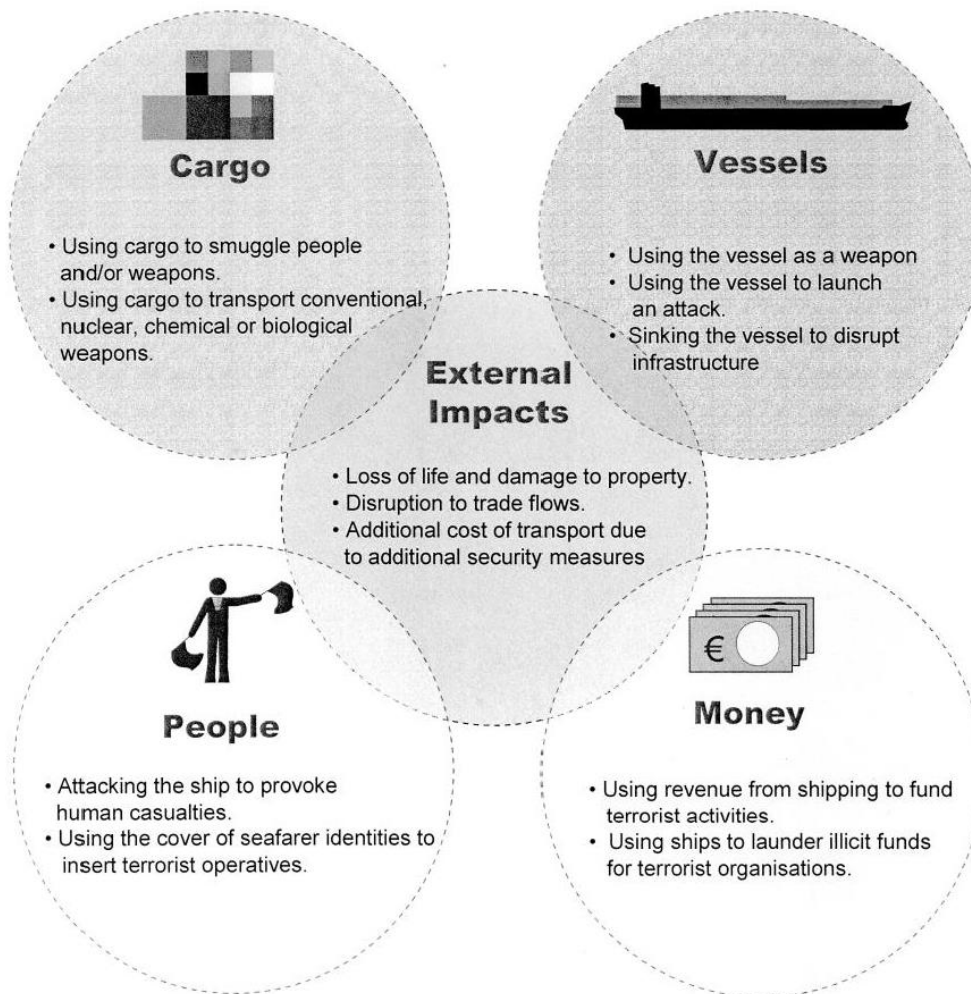 Cargo
• Using cargo to smuggle people
and/or weapons.
• Using cargo to transport conventional,
nuclear, chemical or biological
weapons.
Vessels
• Using the vessel as a weapon
• Using the vessel to launch
an attack.
• Sinking the vessel to disrupt
infrastructure
External
Impacts
• Loss of life and damage to property.
• Disruption to trade flows.
• Additional cost of transport due
to additional security measures
People
• Attacking the ship to provoke
human casualties.
• Using the cover of seafarer identities to
insert terrorist operatives.
€
Money
• Using revenue from shipping to fund
terrorist activities.
• Using ships to launder illicit funds
for terrorist organisations.